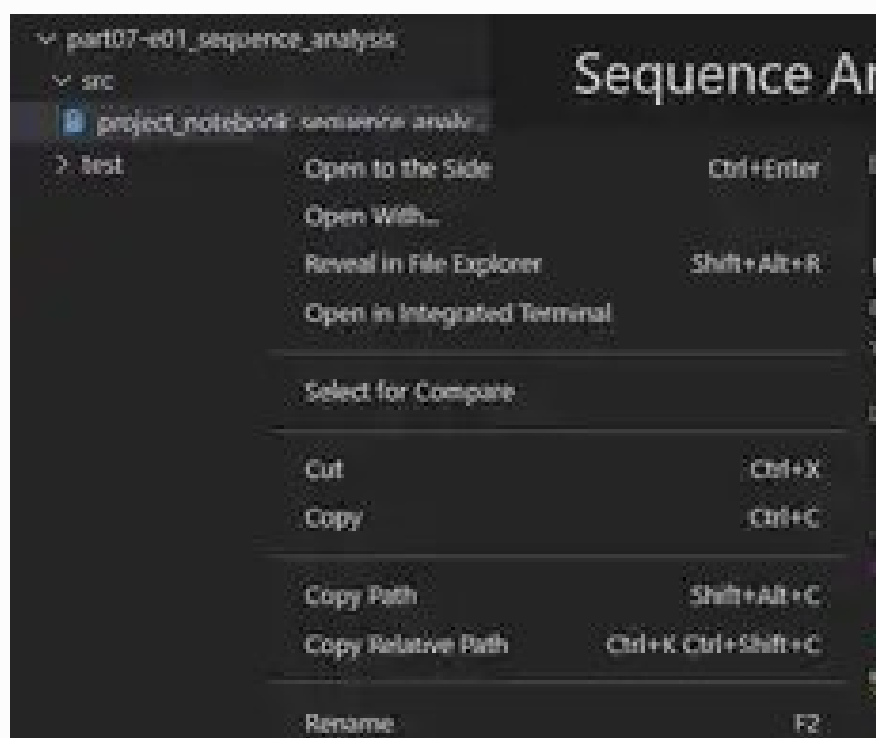 part07-e01_sequence_analysis
src
Sequence
project_notebook_sequence_analy...
test
Open to the Side Ctrl+Enter
Open With...
Reveal in File Explorer Shift+Alt+R
Open in Integrated Terminal
Select for Compare
Cut Ctrl+X
Copy Ctrl+C
Copy Path Shift+Alt+C
Copy Relative Path Ctrl+K Ctrl+Shift+C
Rename F2